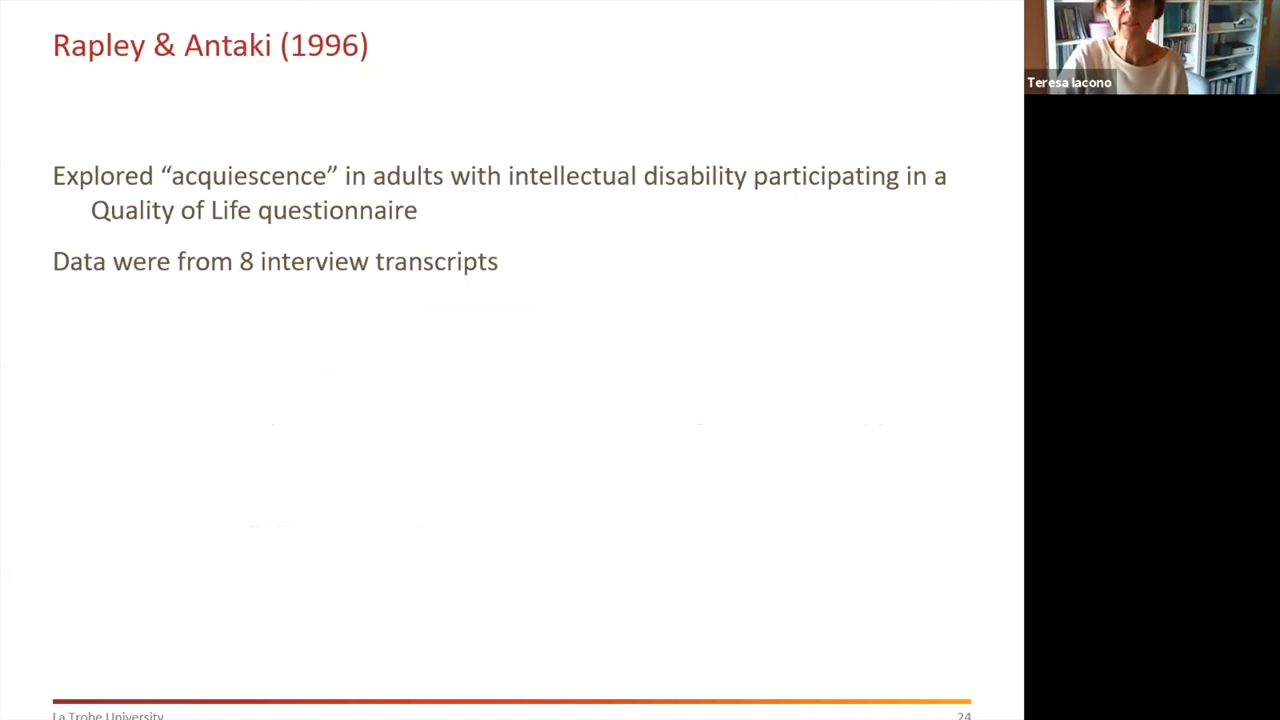 Rapley & Antaki (1996)
Teresa Iacono
Explored “acquiescence” in adults with intellectual disability participating in a
Quality of Life questionnaire
Data were from 8 interview transcripts
La Trobe University
24